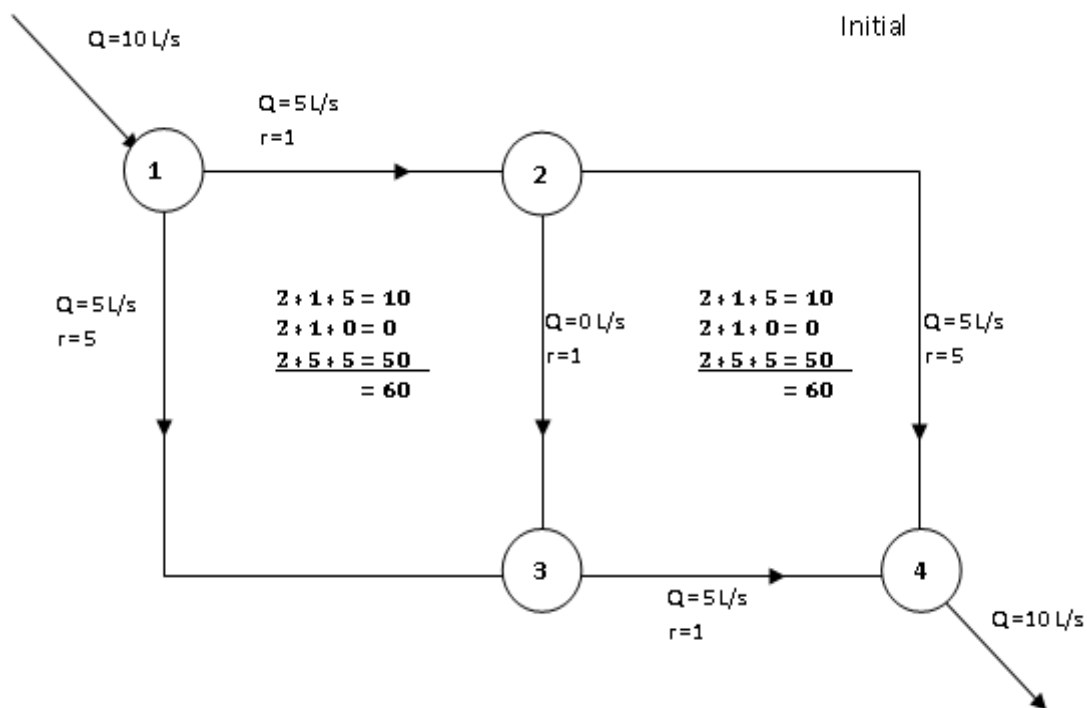 Initial
Q=10 L/s
Q=5 L/s
r=1
1
2
Q=5 L/s
r=5
2 * 1 * 5 = 10
2 * 1 * 0 = 0
2 * 5 * 5 = 50
= 60
Q=0 L/s
r=1
2 * 1 * 5 = 10
2 * 1 * 0 = 0
2 * 5 * 5 = 50
= 60
Q=5 L/s
r=5
3
4
Q=5 L/s
r=1
Q=10 L/s